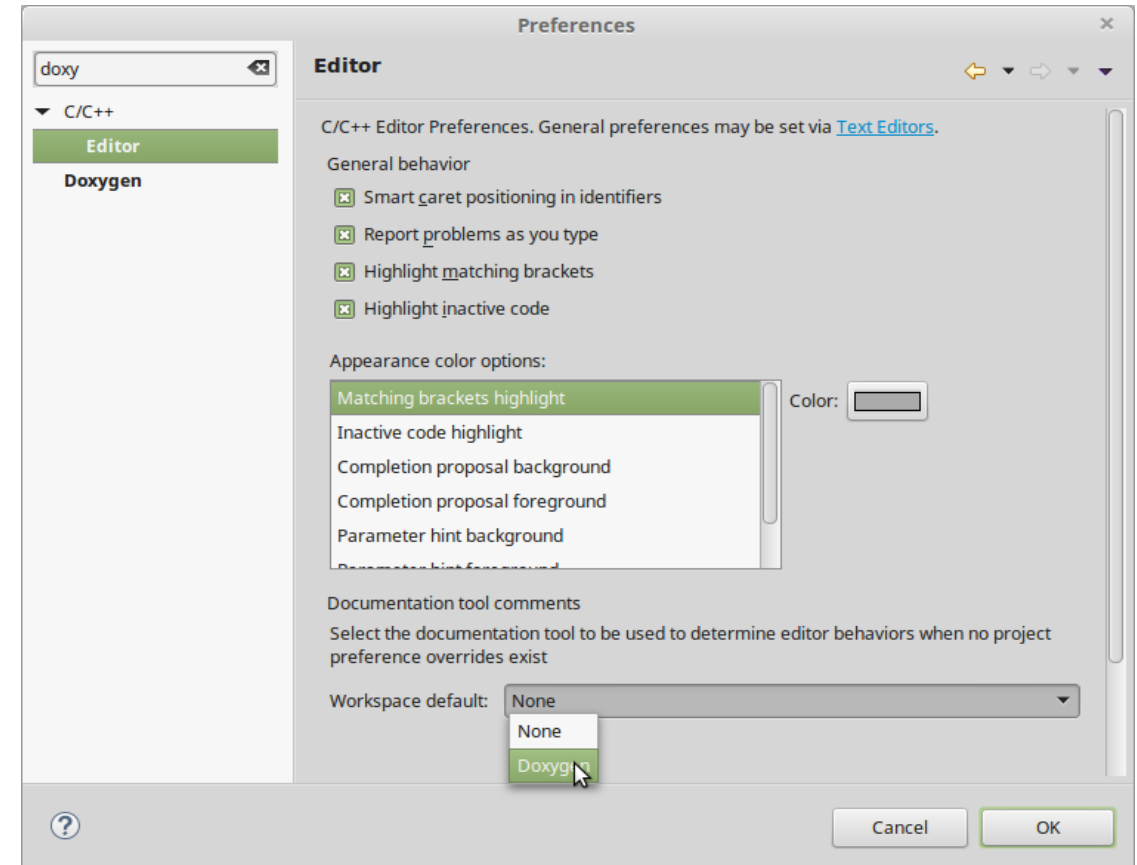 Preferences
doxy
C/C++
Editor
Doxygen
Editor
C/C++ Editor Preferences. General preferences may be set via Text Editors.
General behavior
Smart caret positioning in identifiers
Report problems as you type
Highlight matching brackets
Highlight inactive code
Appearance color options:
Matching brackets highlight
Color:
Inactive code highlight
Completion proposal background
Completion proposal foreground
Parameter hint background
Parameter hint foreground
Documentation tool comments
Select the documentation tool to be used to determine editor behaviors when no project
preference overrides exist
Workspace default: None
None
Doxygen
Cancel
OK